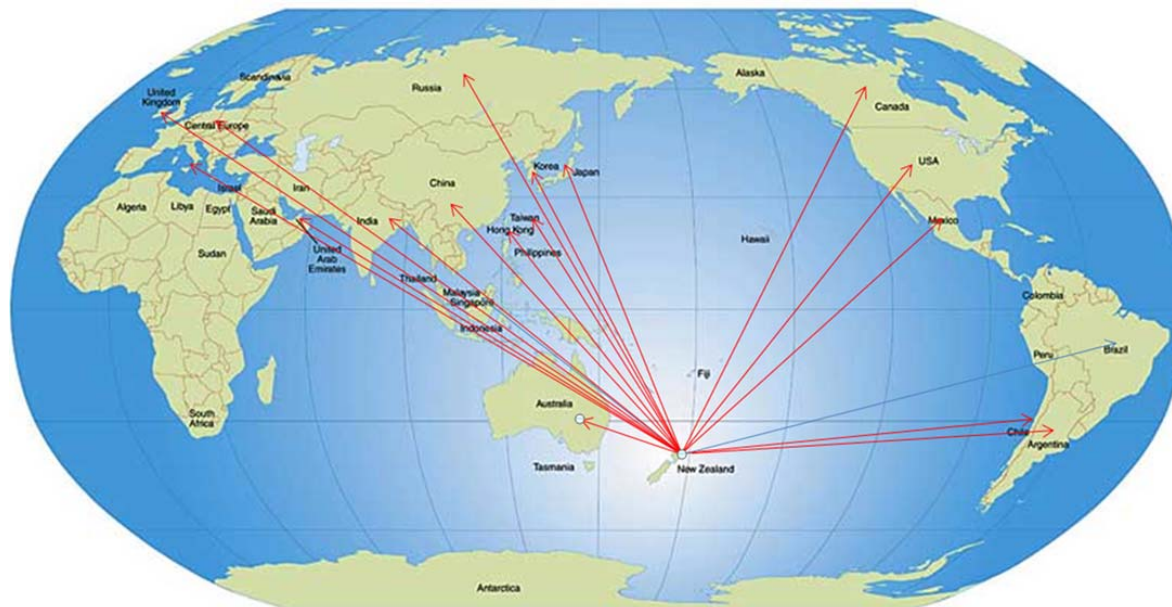 Scandinavia
United
Kingdom
Central Europe
Russia
Alaska
Canada
Korea
Japan
USA
China
Israel
Iran
Algeria
Libya
Egypt
Saudi
Arabia
India
Taiwan
Hong Kong
Mexico
Hawaii
Philippines
Sudan
United
Arab
Emirates
Thailand
Malaysia
Singapore
Colombia
Indonesia
Peru
Brazil
Fiji
Australia
South
Africa
Chile
Argentina
Tasmania
New Zealand
Antarctica